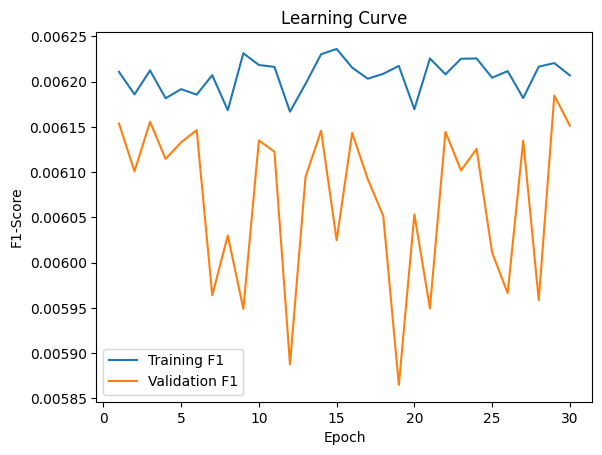 Learning Curve
0.00625
0.00620
0.00615
0.00610
0.00605
0.00600
0.00595
0.00590
0.00585
F1-Score
Training F1
Validation F1
0 5 10 15 20 25 30
Epoch